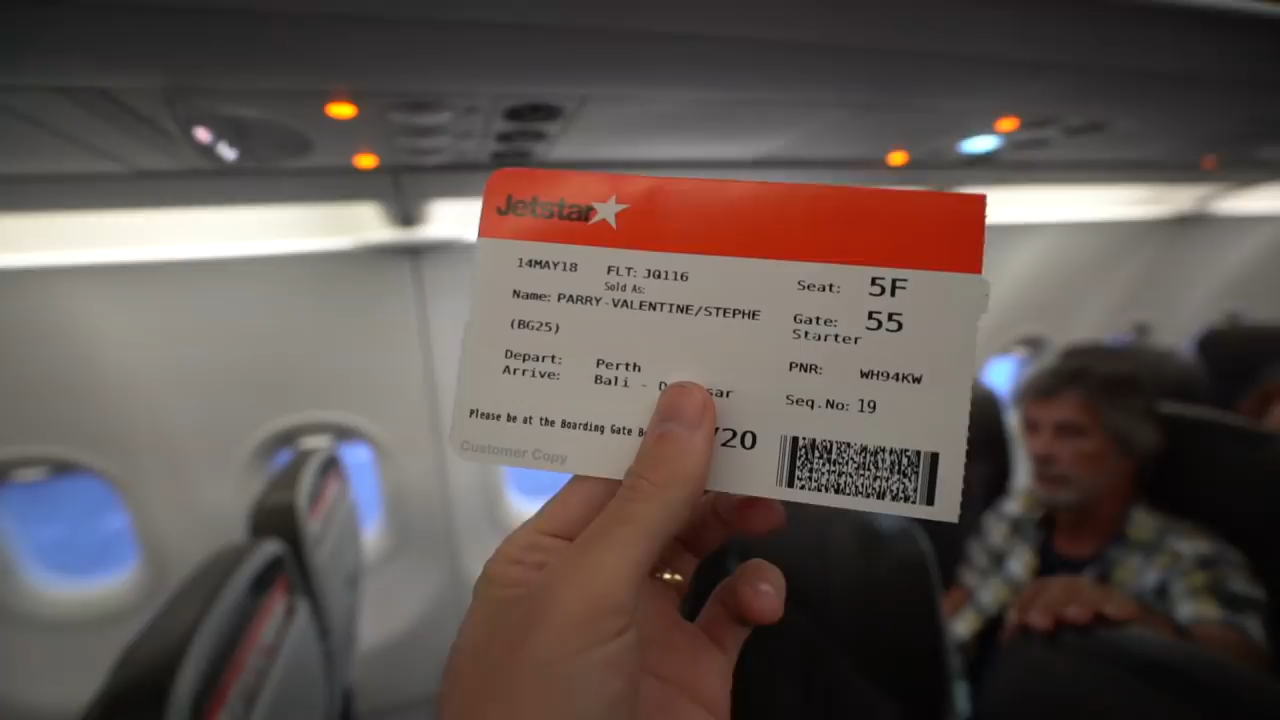 Jetstar
14MAY18 FLT: JQ116 Seat: 5F
Sold As:
Name: PARRY-VALENTINE/STEPHE Gate: 55
Starter
(BG25)
Depart: Perth PNR: WH94KW
Arrive: Bali - Seq.No: 19
Please be at the Boarding Gate /20
Customer Copy